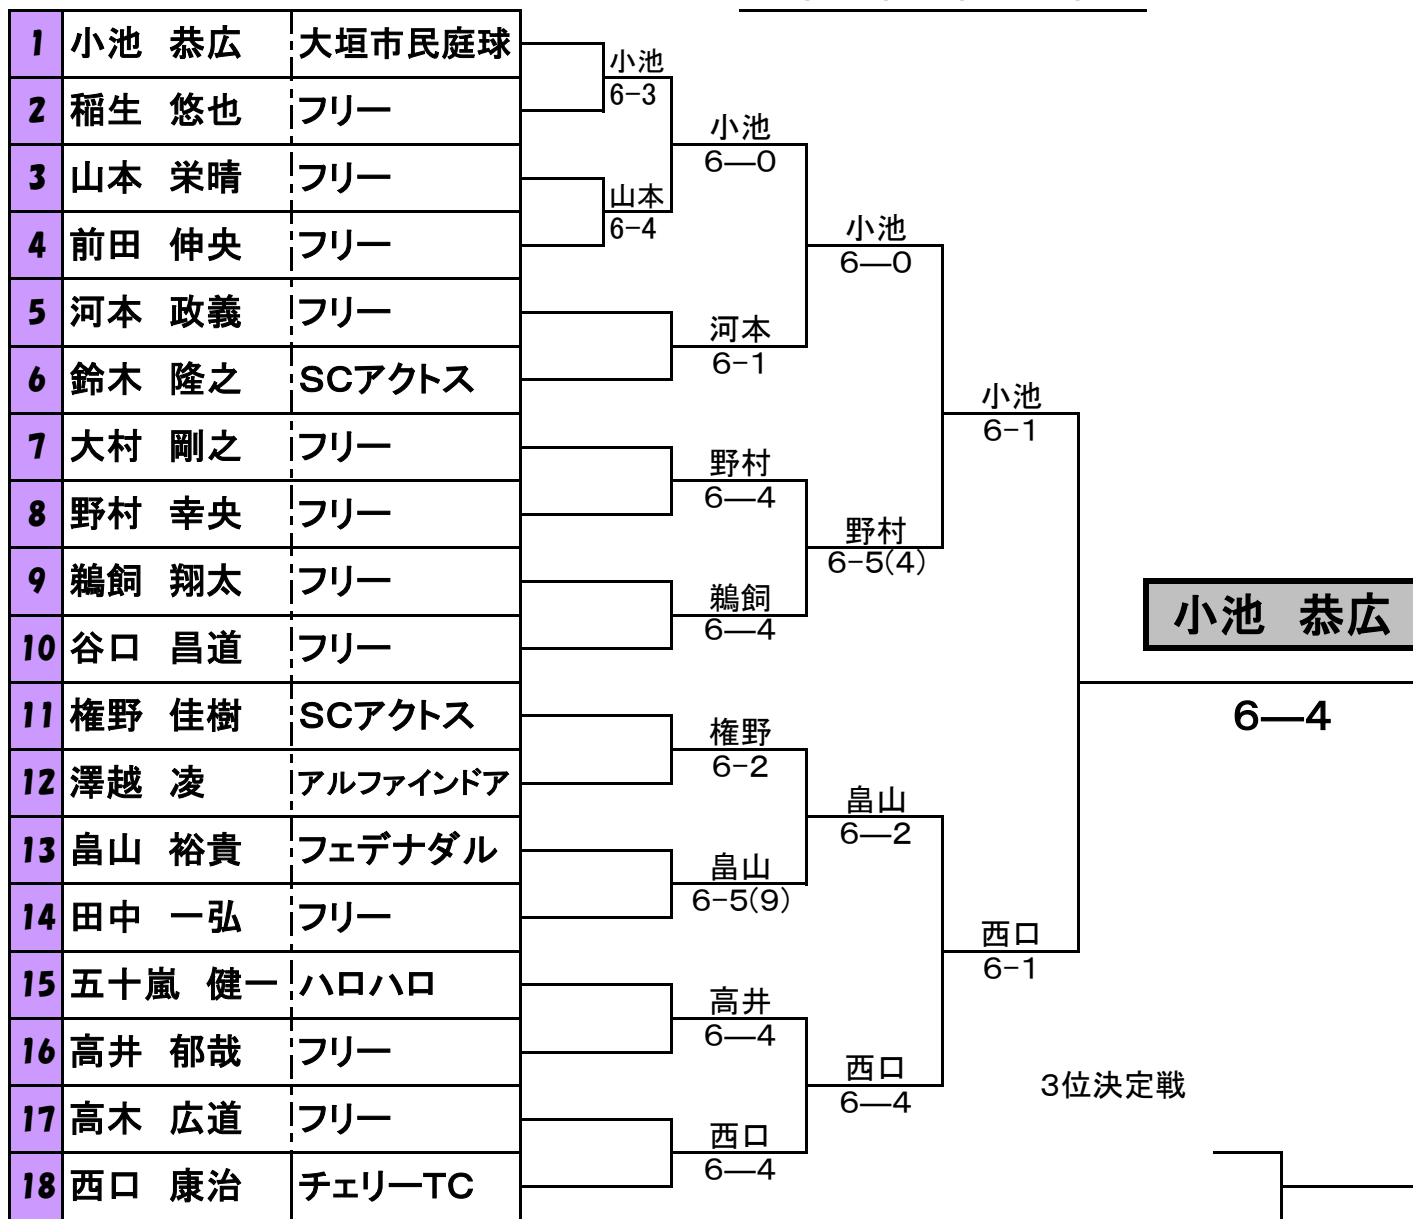 1 小池 恭広 大垣市民庭球
2 稲生 悠也 フリー
3 山本 栄晴 フリー
4 前田 伸央 フリー
5 河本 政義 フリー
6 鈴木 隆之 SCアクトス
7 大村 剛之 フリー
8 野村 幸央 フリー
9 鵜飼 翔太 フリー
10 谷口 昌道 フリー
11 権野 佳樹 SCアクトス
12 澤越 凌 アルファインドア
13 畠山 裕貴 フェデナダル
14 田中 一弘 フリー
15 五十嵐 健一 ハロハロ
16 高井 郁哉 フリー
17 高木 広道 フリー
18 西口 康治 チェリーTC
小池
6-3
山本
6-4
小池
6―0
河本
6-1
野村
6―4
鵜飼
6―4
権野
6-2
畠山
6-5(9)
高井
6―4
西口
6―4
小池
6―0
野村
6-5(4)
畠山
6―2
西口
6―4
小池
6-1
西口
6-1
小池 恭広
6―4
3位決定戦